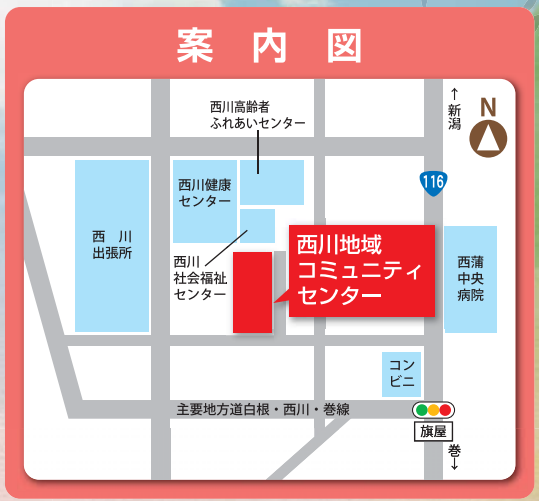 案内図
西川高齢者
ふれあいセンター
↑
新潟
N
116
西川健康
センター
西川
出張所
西川
社会福祉
センター
西川地域
コミュニティ
センター
西蒲
中央
病院
コン
ビニ
主要地方道白根・西川・巻線
旗屋
巻
↓